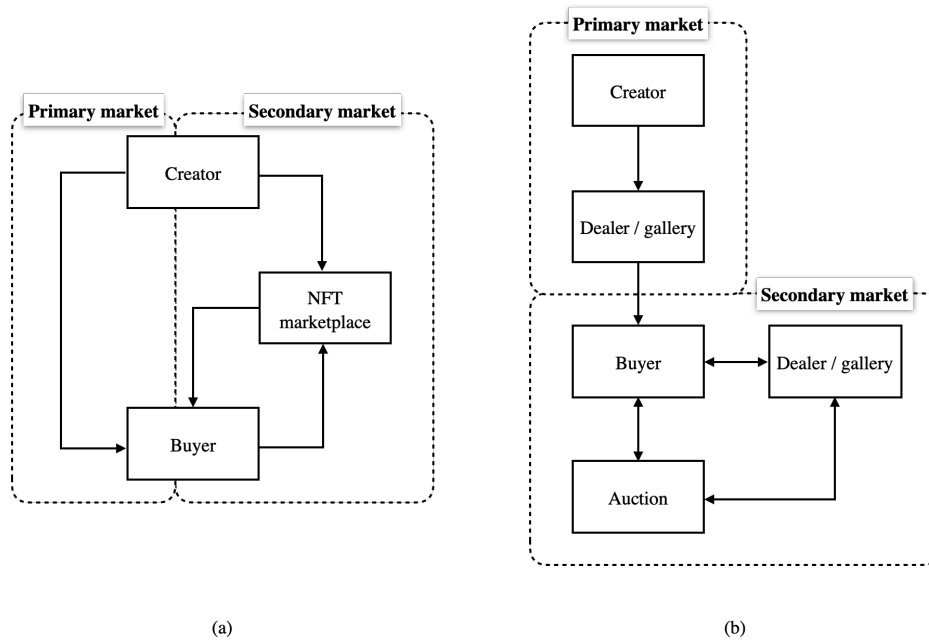 Primary market
Secondary market
Creator
NFT
marketplace
Buyer
(a)
Primary market
Creator
Dealer / gallery
Secondary market
Buyer
Dealer / gallery
Auction
(b)